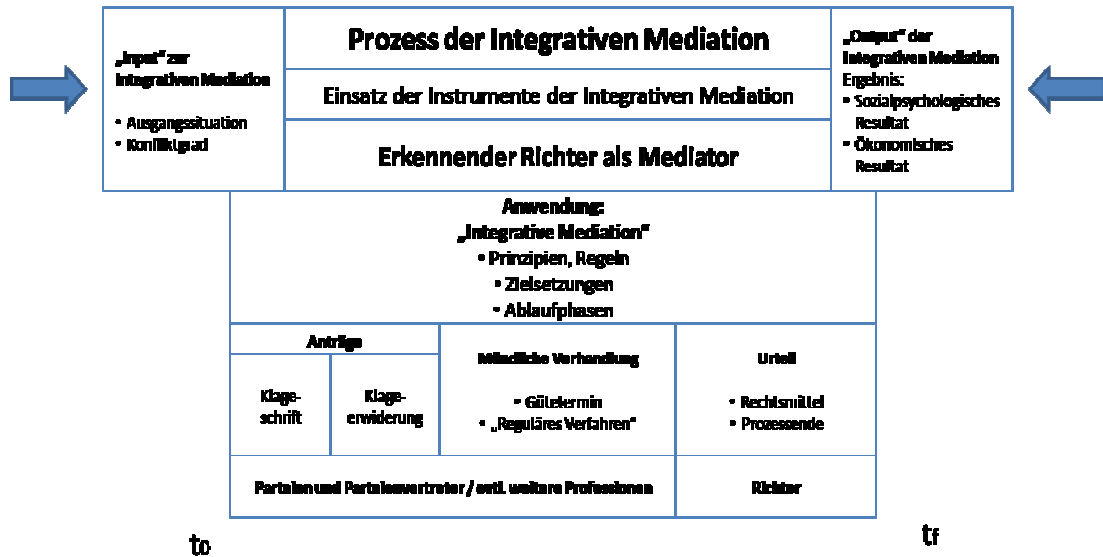 „Input“ zur
Integrativen Mediation
• Ausgangssituation
• Konfliktgrad
Prozess der Integrativen Mediation
Einsatz der Instrumente der Integrativen Mediation
Erkennender Richter als Mediator
„Output“ der
Integrativen Mediation
Ergebnis:
• Sozialpsychologisches
Resultat
• Ökonomisches
Resultat
Anwendung:
„Integrative Mediation“
• Prinzipien, Regeln
• Zielsetzungen
• Ablaufphasen
Anträge
Klage-
schrift
Klage-
erwiderung
Mündliche Verhandlung
• Gütetermin
• „Reguläres Verfahren“
Urteil
• Rechtsmittel
• Prozessende
Parteien und Parteienvertreter / evtl. weitere Professionen
Richter
t0
tf